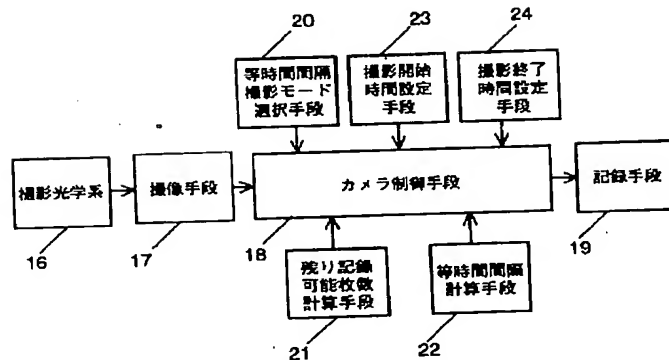 20
23
24
等時間間隔
撮影モード
選択手段
撮影開始
時間設定
手段
撮影終了
時間設定
手段
撮影光学系
撮像手段
カメラ制御手段
記録手段
16
17
18
19
残り記録
可能枚数
計算手段
等時間間隔
計算手段
21
22